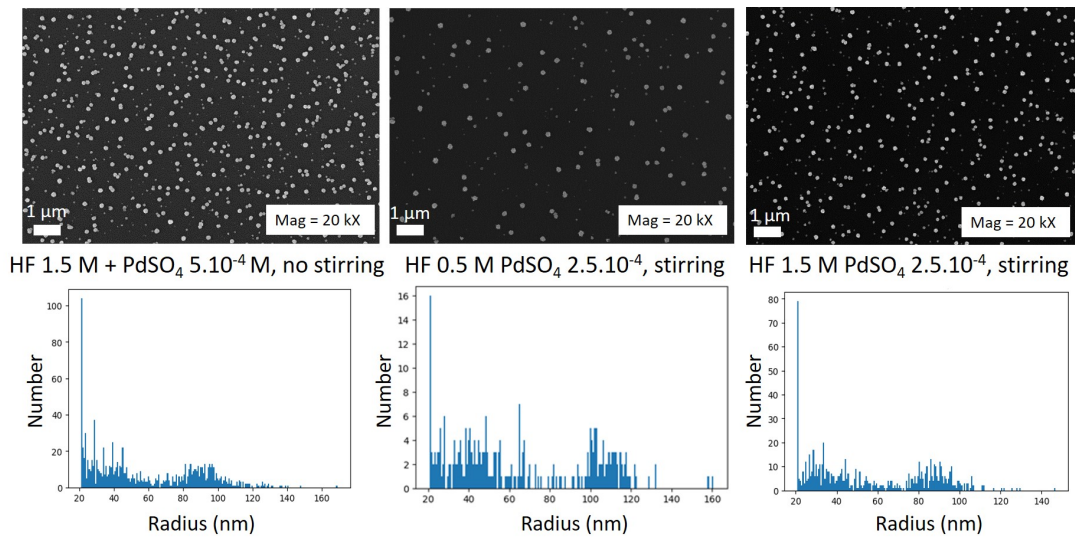 1 µm
Mag = 20 kX
1 µm
Mag = 20 kX
1 µm
Mag = 20 kX
HF 1.5 M + PdSO₄ 5.10⁻⁴ M, no stirring
HF 0.5 M PdSO₄ 2.5.10⁻⁴, stirring
HF 1.5 M PdSO₄ 2.5.10⁻⁴, stirring
Number
100
80
60
40
20
0
20 40 60 80 100 120 140 160
Radius (nm)
Number
16
14
12
10
8
6
4
2
0
20 40 60 80 100 120 140 160
Radius (nm)
Number
80
70
60
50
40
30
20
10
0
20 40 60 80 100 120 140
Radius (nm)